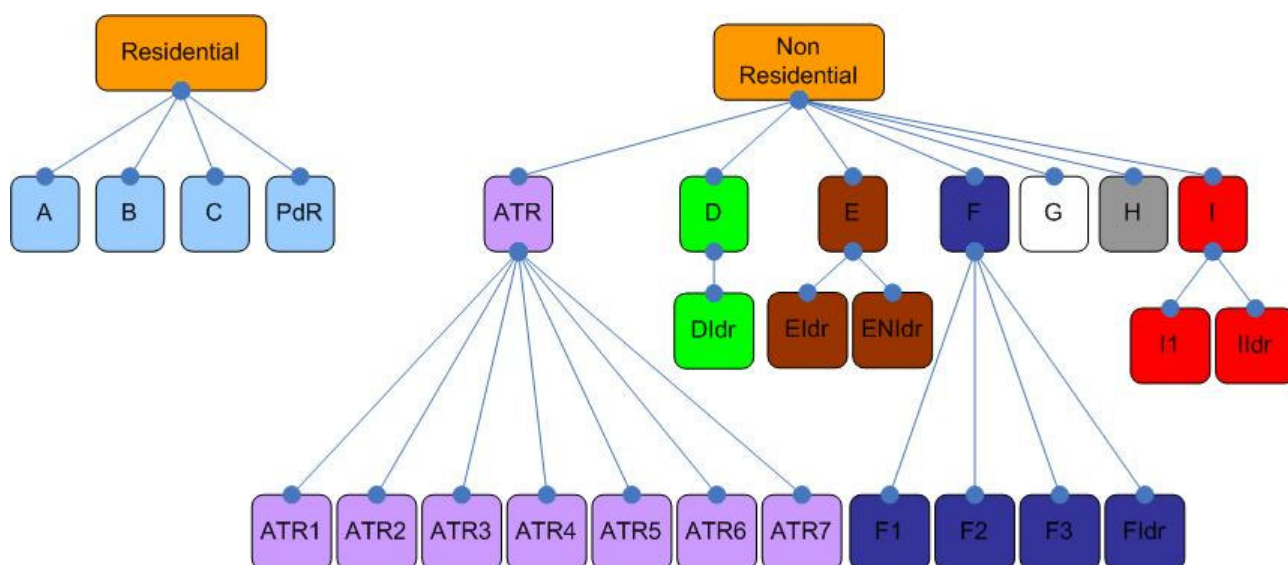 Residential
Non
Residential
A
B
C
PdR
ATR
D
E
F
G
H
I
DIdr
EIdr
ENIdr
I1
IIdr
ATR1
ATR2
ATR3
ATR4
ATR5
ATR6
ATR7
F1
F2
F3
FIdr